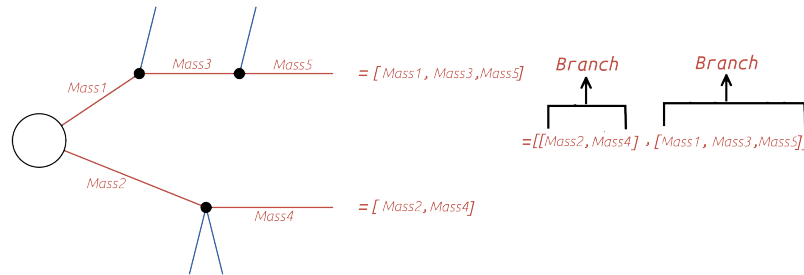 Mass1
Mass3
Mass5
= [ Mass1, Mass3,Mass5]
Branch
Branch
=[[Mass2, Mass4] , [Mass1, Mass3,Mass5]]
Mass2
Mass4
= [ Mass2, Mass4]